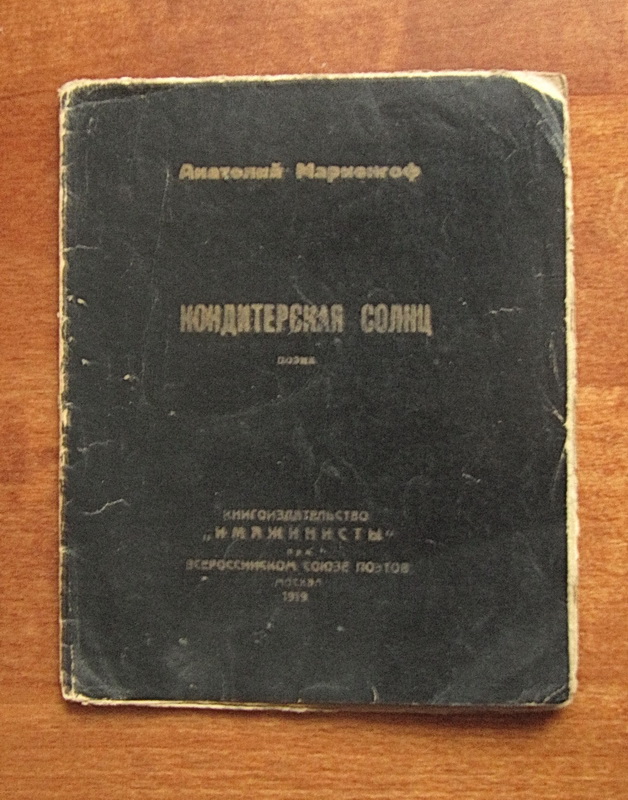 Анатолий Мариенгоф
КОНДИТЕРСКАЯ СОЛНЦ
ПОЭМА
КНИГОИЗДАТЕЛЬСТВО
„ИМАЖИНИСТЫ“
при
ВСЕРОССИЙСКОМ СОЮЗЕ ПОЭТОВ
МОСКВА
1919